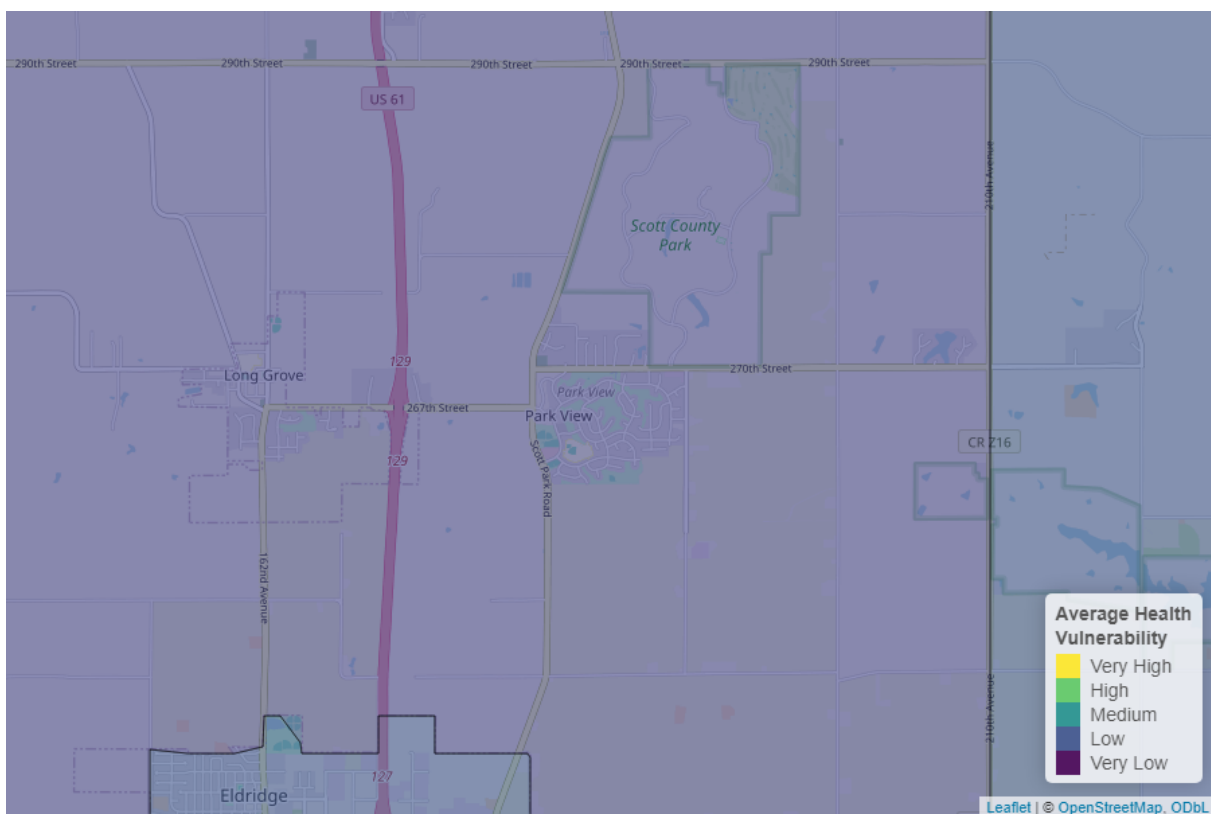 290th Street
290th Street
290th Street
290th Street
290th Street
US 61
210th Avenue
Scott County
Park
129
Long Grove
270th Street
Park View
267th Street
Park View
CR Z16
129
Scott Park Road
162nd Avenue
Average Health
Vulnerability
Very High
High
Medium
Low
Very Low
210th Avenue
127
Eldridge
Leaflet | © OpenStreetMap, ODbL